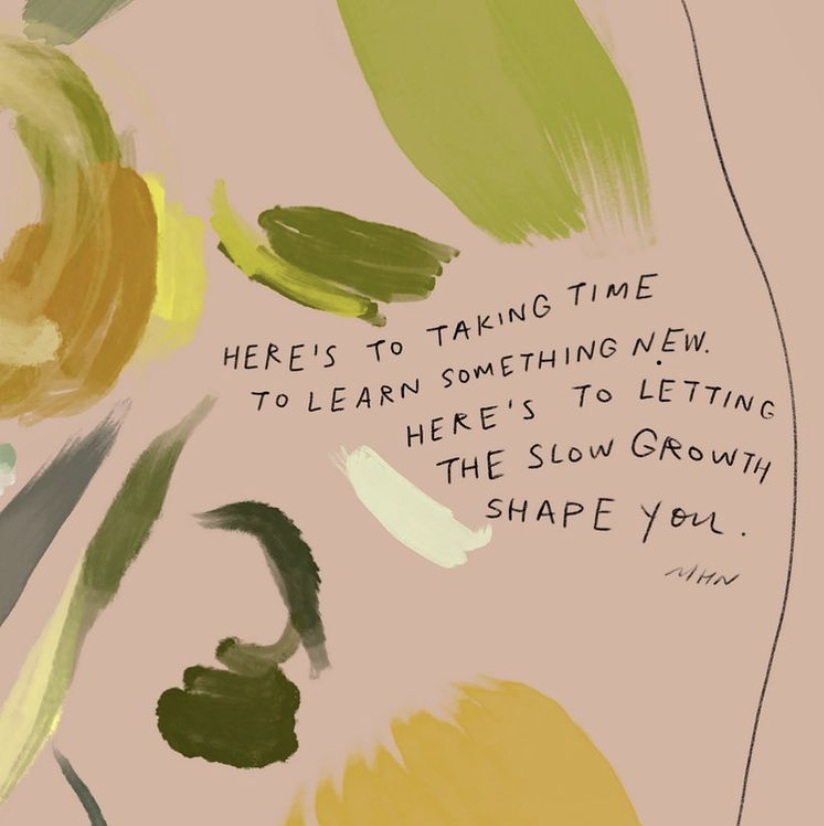 HERE'S TO TAKING TIME
TO LEARN SOMETHING NEW.
HERE'S TO LETTING
THE SLOW GROWTH
SHAPE you.
MHN